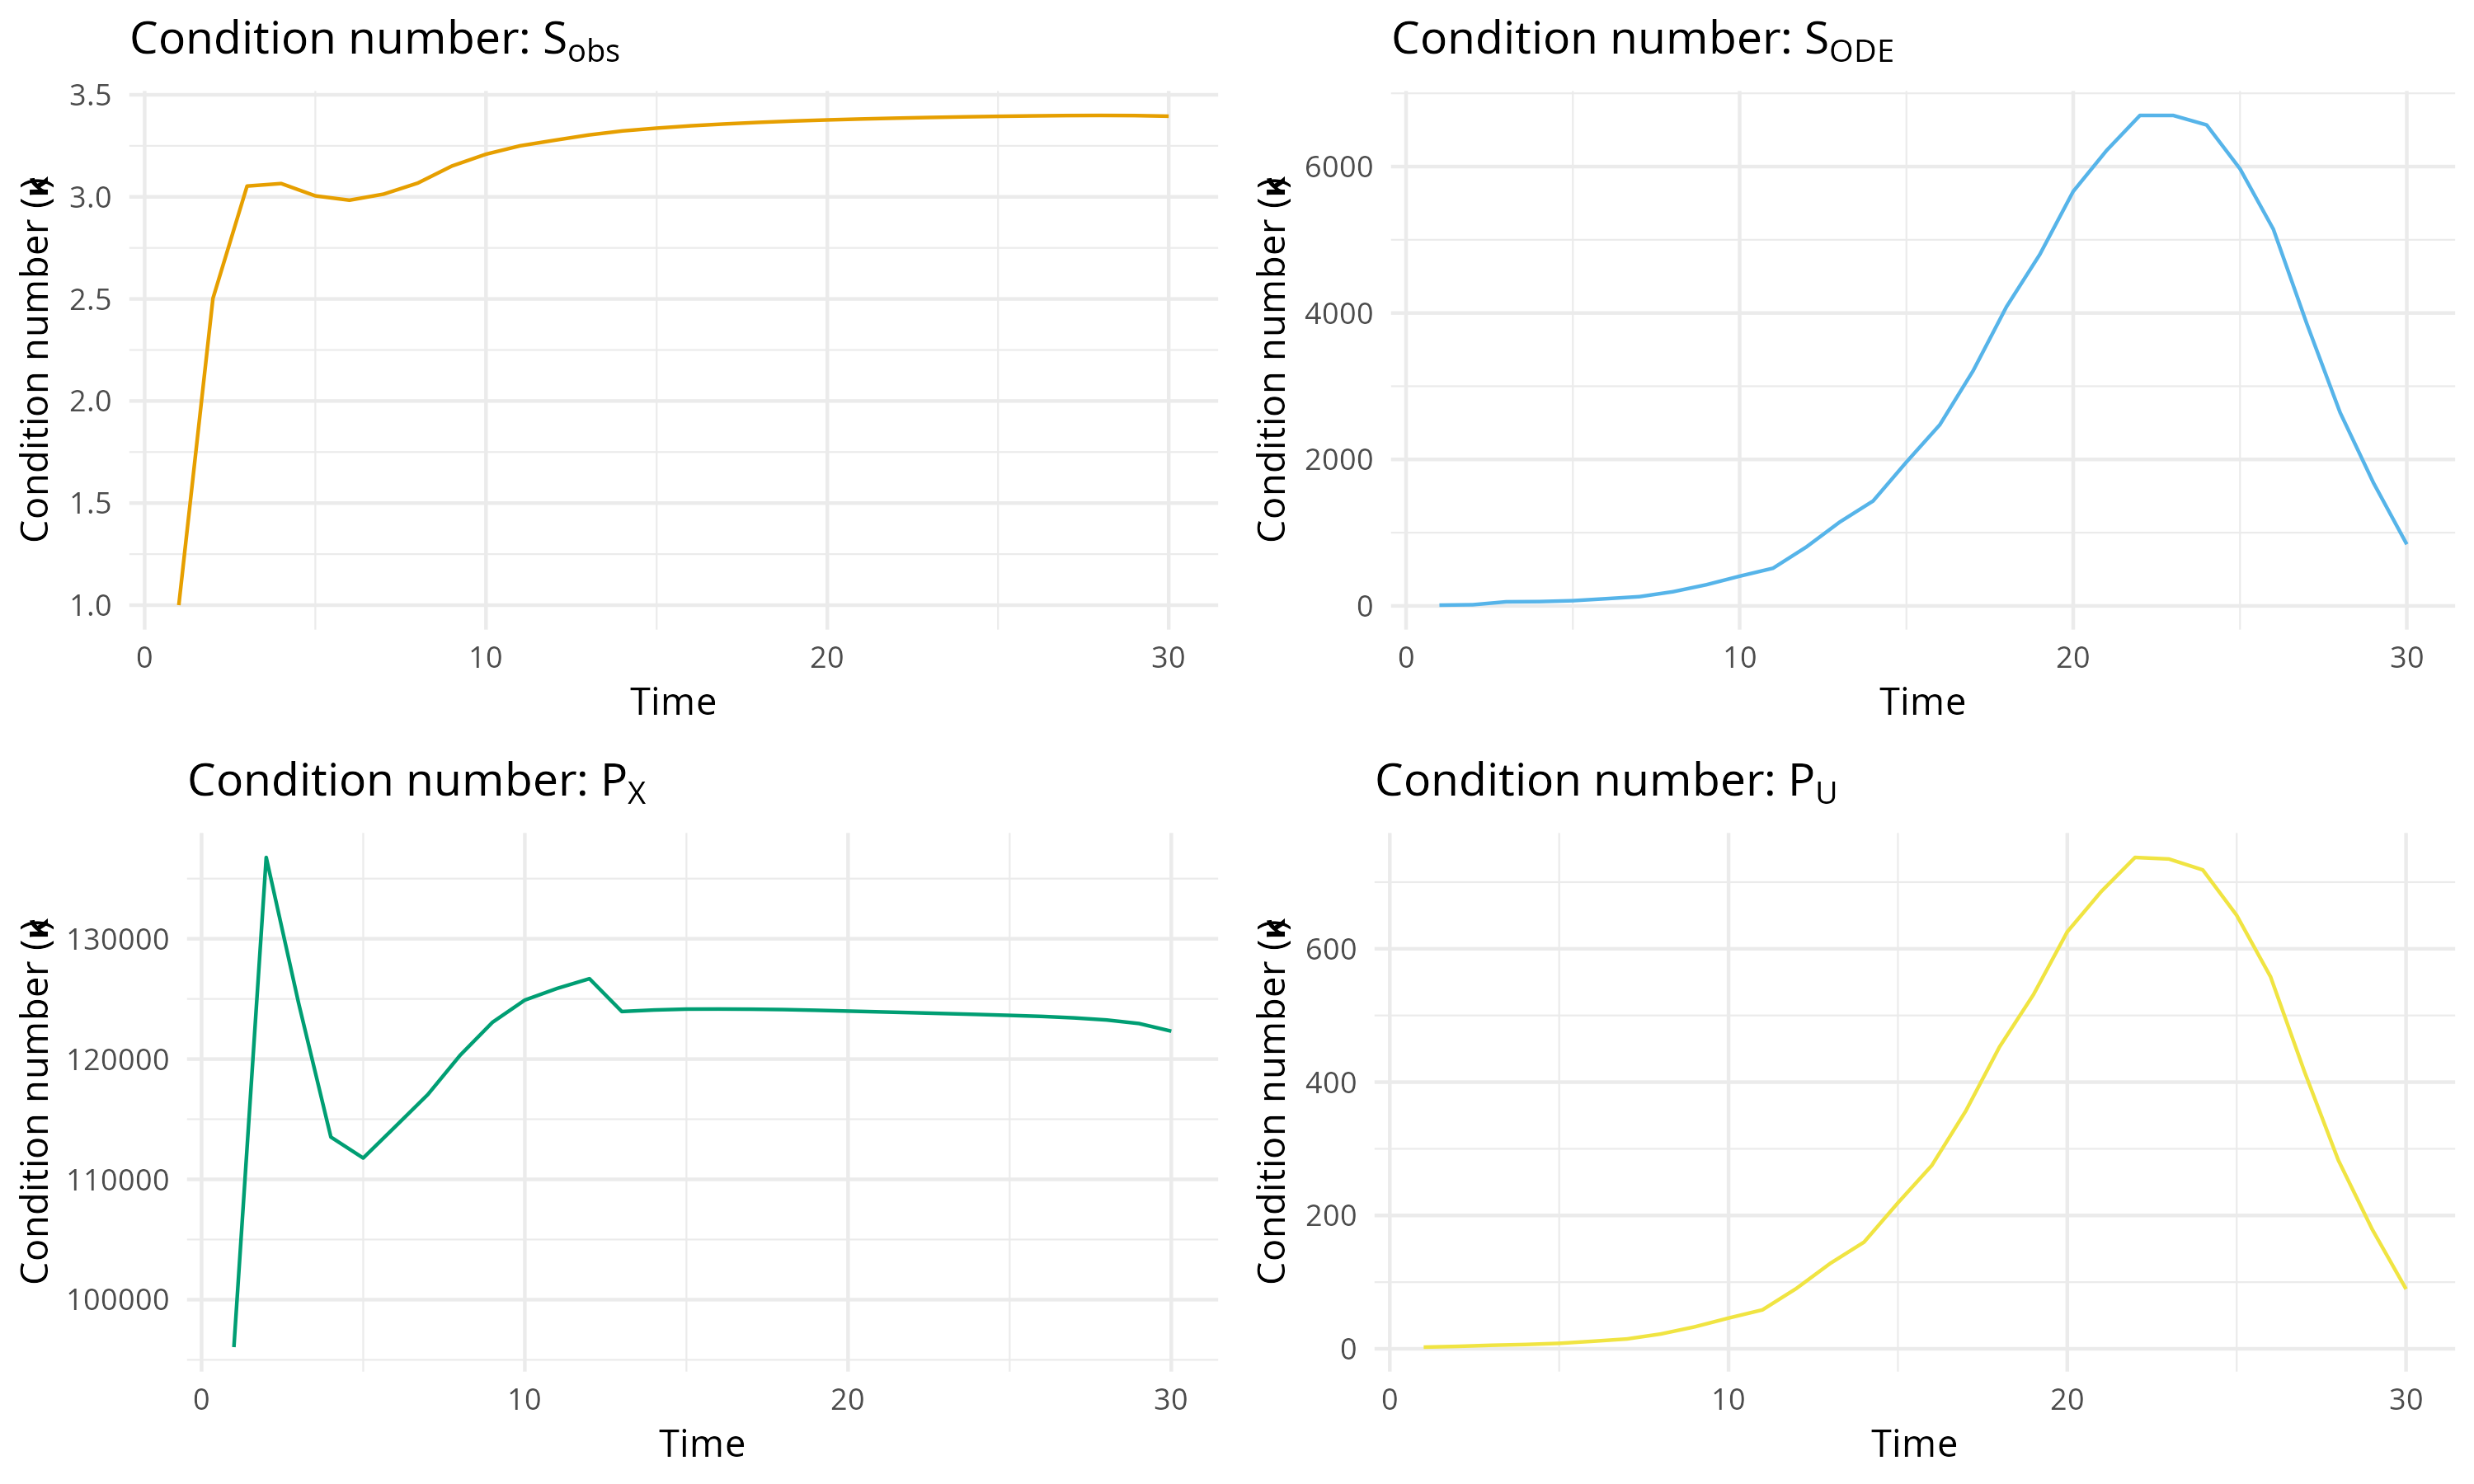 Condition number: S_obs
Condition number (κ)
3.5
3.0
2.5
2.0
1.5
1.0
0 10 20 30
Time
Condition number: S_ODE
Condition number (κ)
6000
4000
2000
0
0 10 20 30
Time
Condition number: P_X
Condition number (κ)
130000
120000
110000
100000
0 10 20 30
Time
Condition number: P_U
Condition number (κ)
600
400
200
0
0 10 20 30
Time